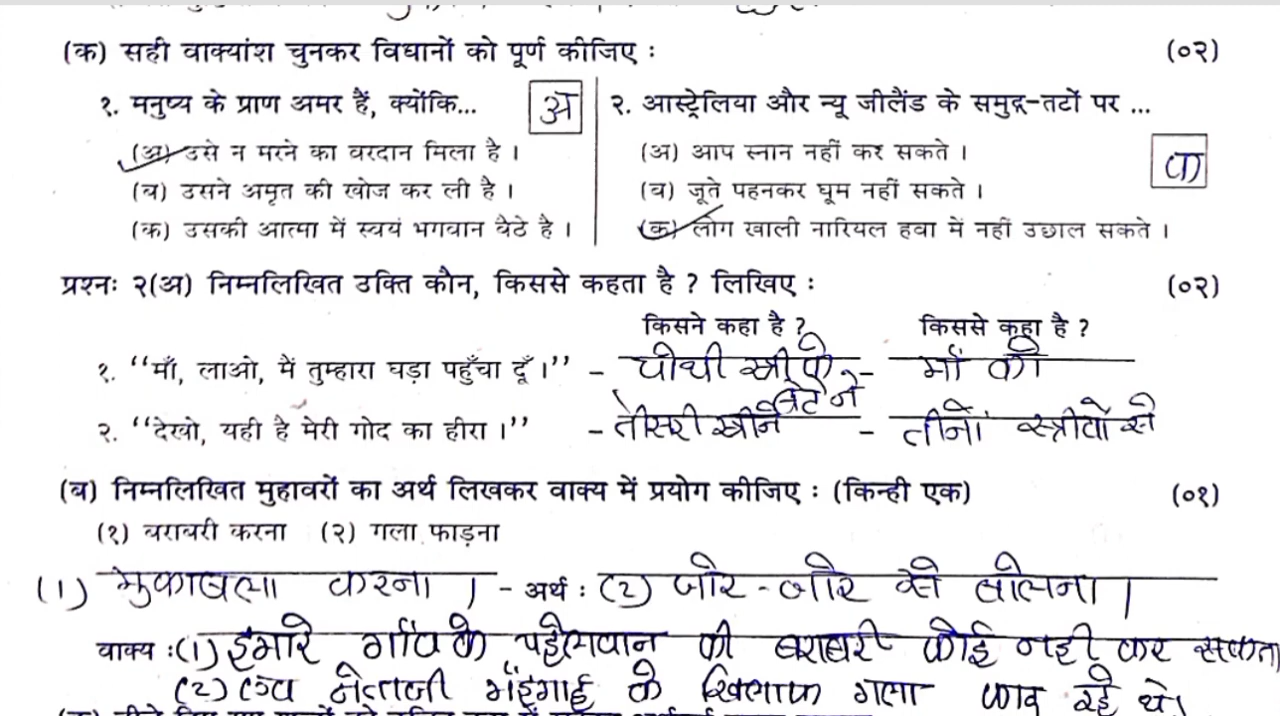 (क) सही वाक्यांश चुनकर विधानों को पूर्ण कीजिए : (०२)
१. मनुष्य के प्राण अमर हैं, क्योंकि... अ
(अ) उसे न मरने का वरदान मिला है ।
(ब) उसने अमृत की खोज कर ली है ।
(क) उसकी आत्मा में स्वयं भगवान बैठे है ।
२. आस्ट्रेलिया और न्यू जीलैंड के समुद्र-तटों पर ...
(अ) आप स्नान नहीं कर सकते । क
(ब) जूते पहनकर घूम नहीं सकते ।
(क) लोग खाली नारियल हवा में नहीं उछाल सकते ।
प्रश्नः २(अ) निम्नलिखित उक्ति कौन, किससे कहता है ? लिखिए : (०२)
किसने कहा है ? किससे कहा है ?
१. ‘‘माँ, लाओ, मैं तुम्हारा घड़ा पहुँचा दूँ ।’’ - चौथी स्त्री के बेटे ने - माँ को
२. ‘‘देखो, यही है मेरी गोद का हीरा ।’’ - तीसरी स्त्रीने - तीनों स्त्रीयों से
(ब) निम्नलिखित मुहावरों का अर्थ लिखकर वाक्य में प्रयोग कीजिए : (किन्ही एक) (०१)
(१) बराबरी करना (२) गला फाड़ना
(1) मुकाबला करना । - अर्थ : (2) जोर-जोर से बोलना ।
वाक्य :(1) हमारे गाँव के पहेलवान की बराबरी कोई नही कर सकता
(2) नेताजी मँहगाई के खिलाफ गला फाड रहे थे।